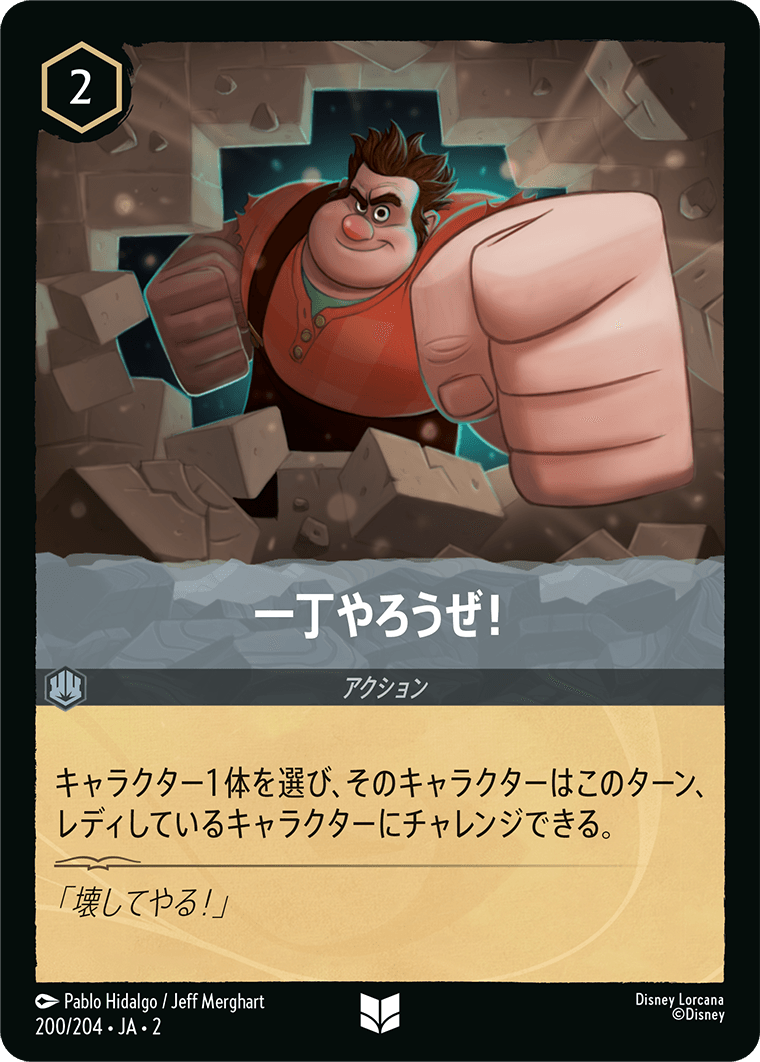 2
一丁やろうぜ!
アクション
キャラクター1体を選び、そのキャラクターはこのターン、
レディしているキャラクターにチャレンジできる。
「壊してやる!」
Pablo Hidalgo / Jeff Merghart
200/204 • JA • 2
Disney Lorcana
©Disney